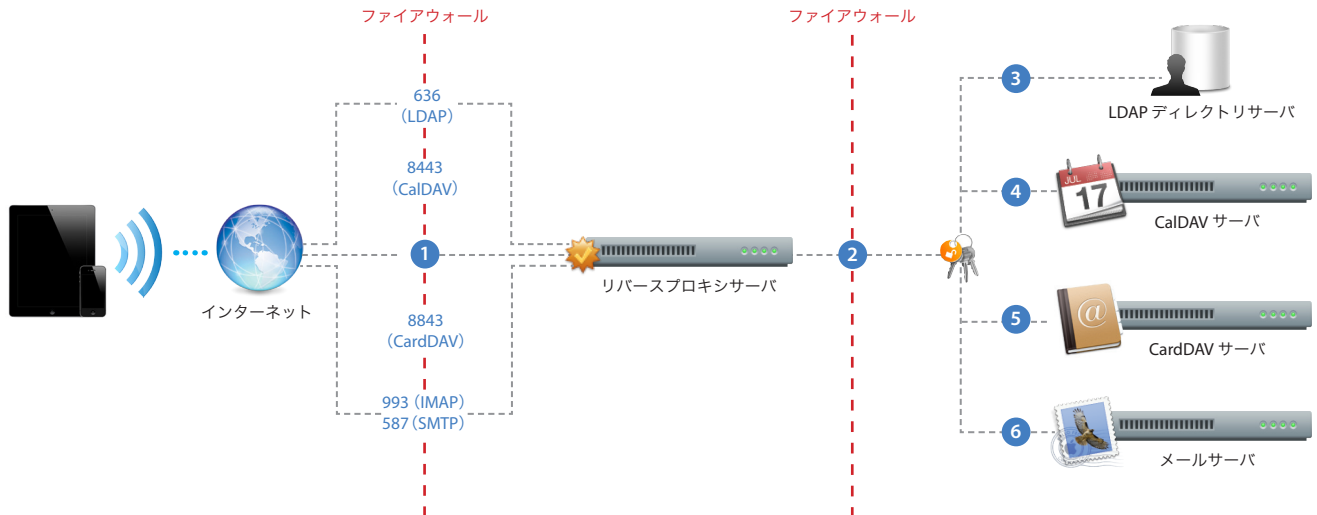 ファイアウォール
ファイアウォール
636
（LDAP）
3
LDAP ディレクトリサーバ
8443
（CalDAV）
4
JUL
17
CalDAV サーバ
1
2
リバースプロキシサーバ
インターネット
8843
（CardDAV）
5
@
CardDAV サーバ
993（IMAP）
587（SMTP）
6
メールサーバ